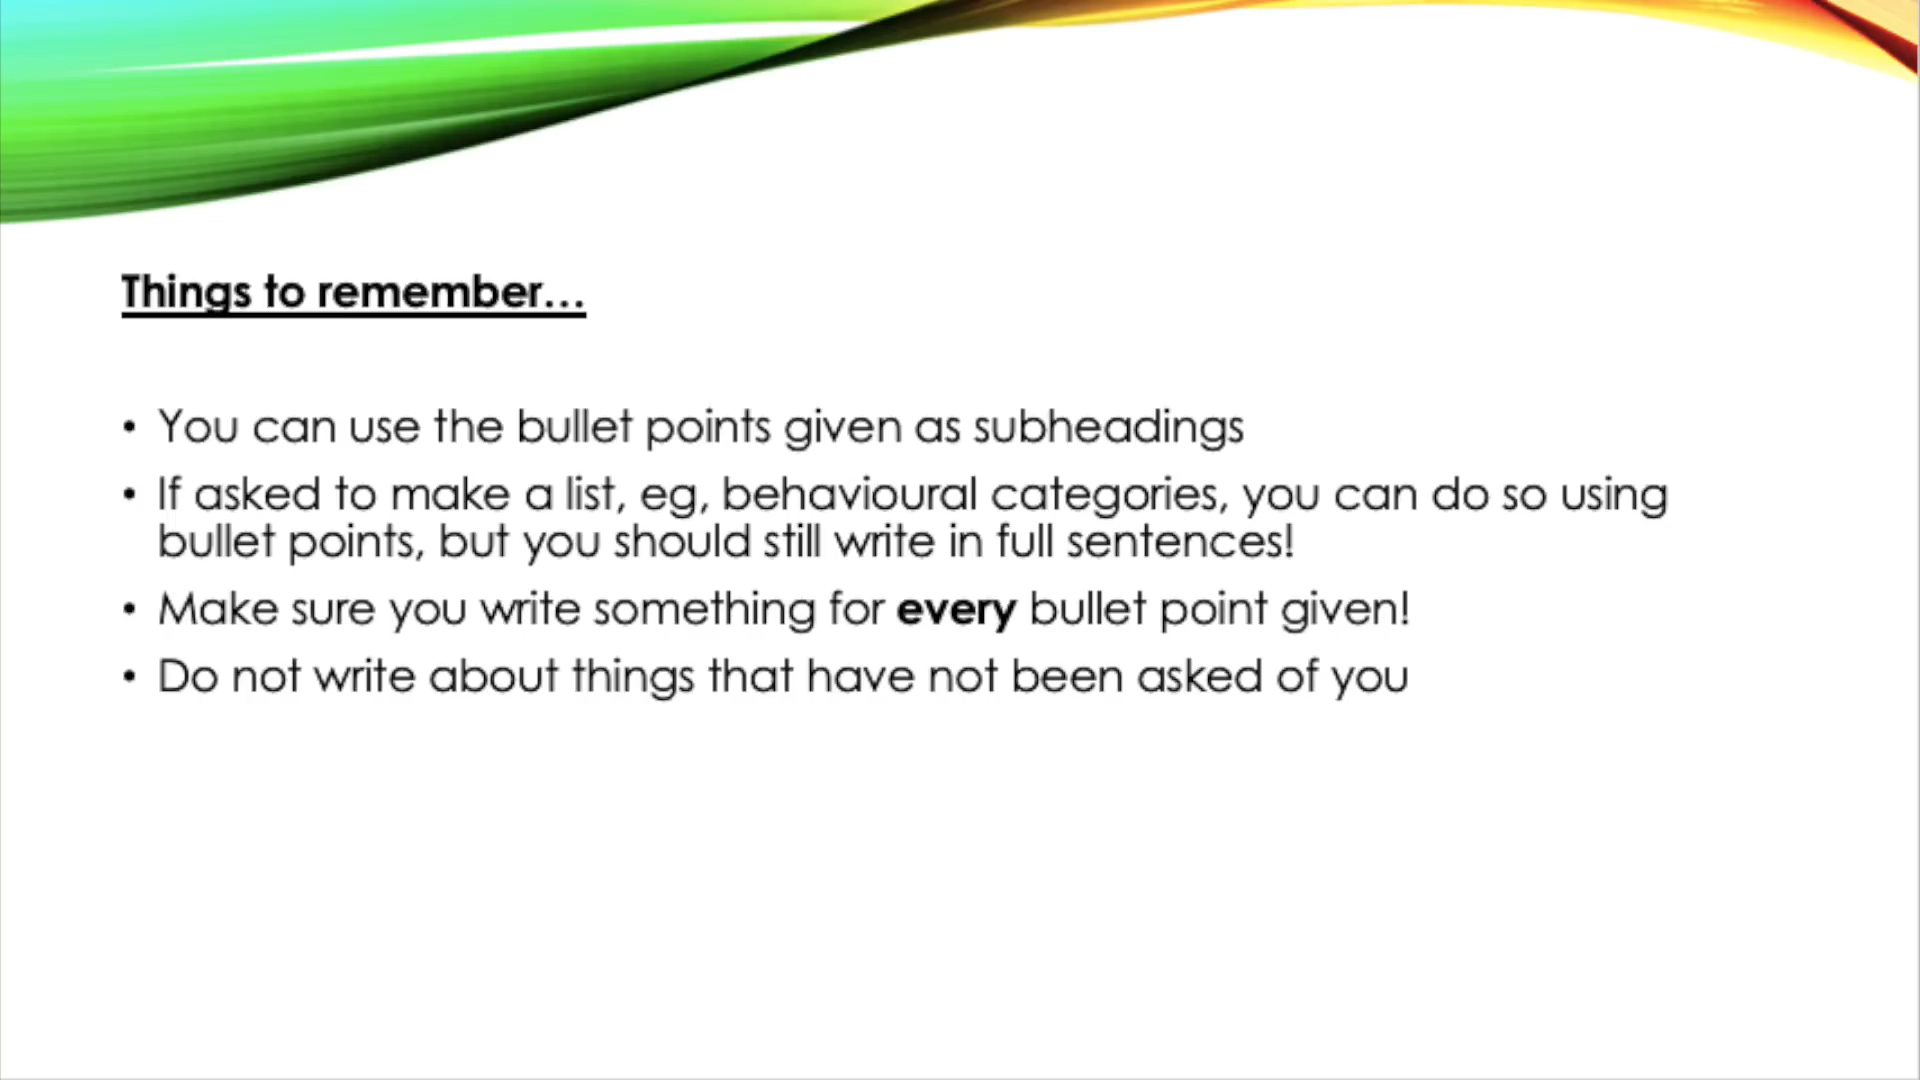 Things to remember…
• You can use the bullet points given as subheadings
• If asked to make a list, eg, behavioural categories, you can do so using
bullet points, but you should still write in full sentences!
• Make sure you write something for every bullet point given!
• Do not write about things that have not been asked of you